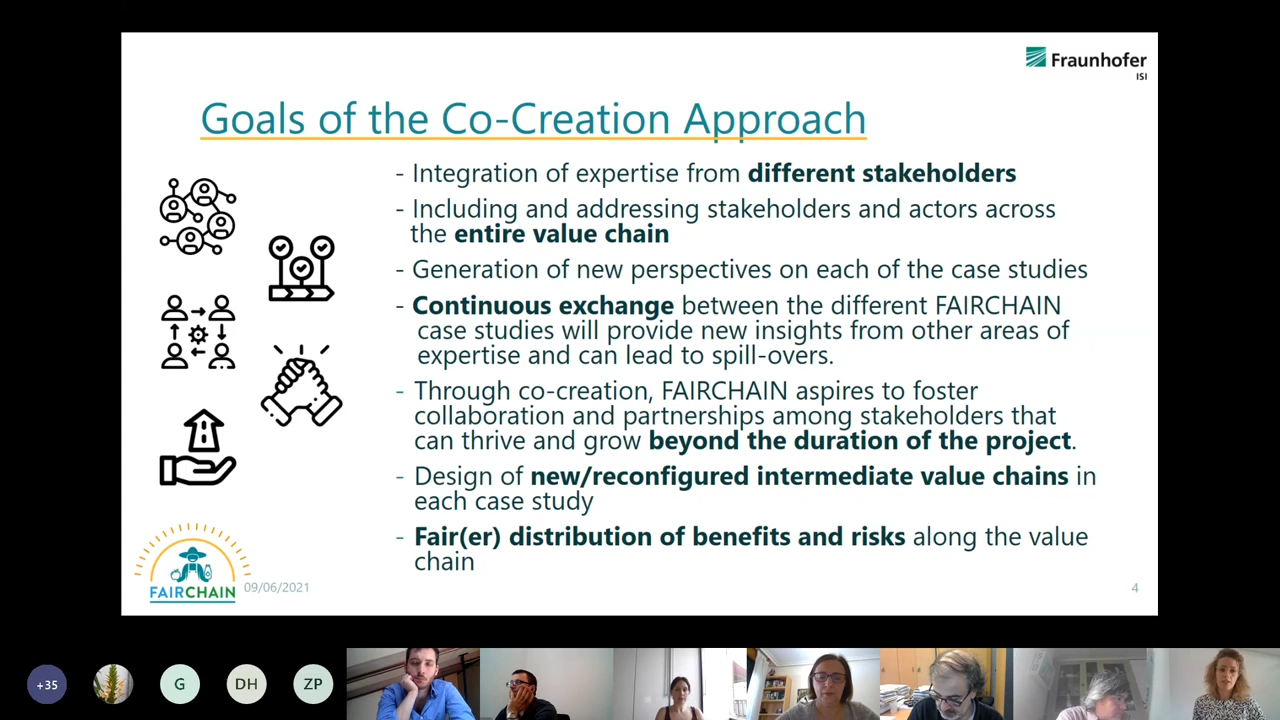 Fraunhofer
ISI
Goals of the Co-Creation Approach
- Integration of expertise from different stakeholders
- Including and addressing stakeholders and actors across
the entire value chain
- Generation of new perspectives on each of the case studies
- Continuous exchange between the different FAIRCHAIN
case studies will provide new insights from other areas of
expertise and can lead to spill-overs.
- Through co-creation, FAIRCHAIN aspires to foster
collaboration and partnerships among stakeholders that
can thrive and grow beyond the duration of the project.
- Design of new/reconfigured intermediate value chains in
each case study
- Fair(er) distribution of benefits and risks along the value
chain
FAIRCHAIN
09/06/2021
4
+35
G
DH
ZP